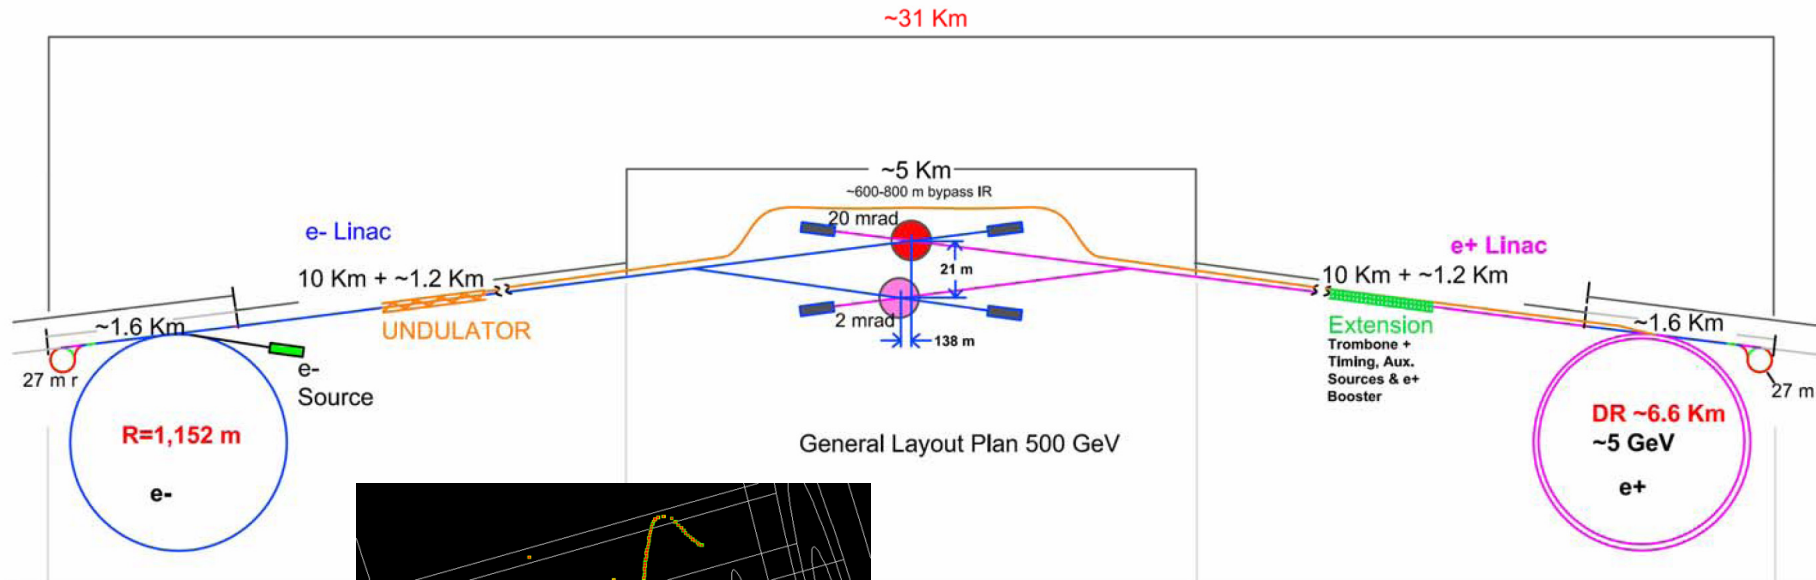 ~31 Km
~5 Km
~600-800 m bypass IR
20 mrad
e- Linac
e+ Linac
21 m
10 Km + ~1.2 Km
10 Km + ~1.2 Km
2 mrad
138 m
UNDULATOR
~1.6 Km
~1.6 Km
Extension
Trombone +
Timing, Aux.
Sources & e+
Booster
e-
Source
27 m r
27 m
R=1,152 m
e-
General Layout Plan 500 GeV
DR ~6.6 Km
~5 GeV
e+